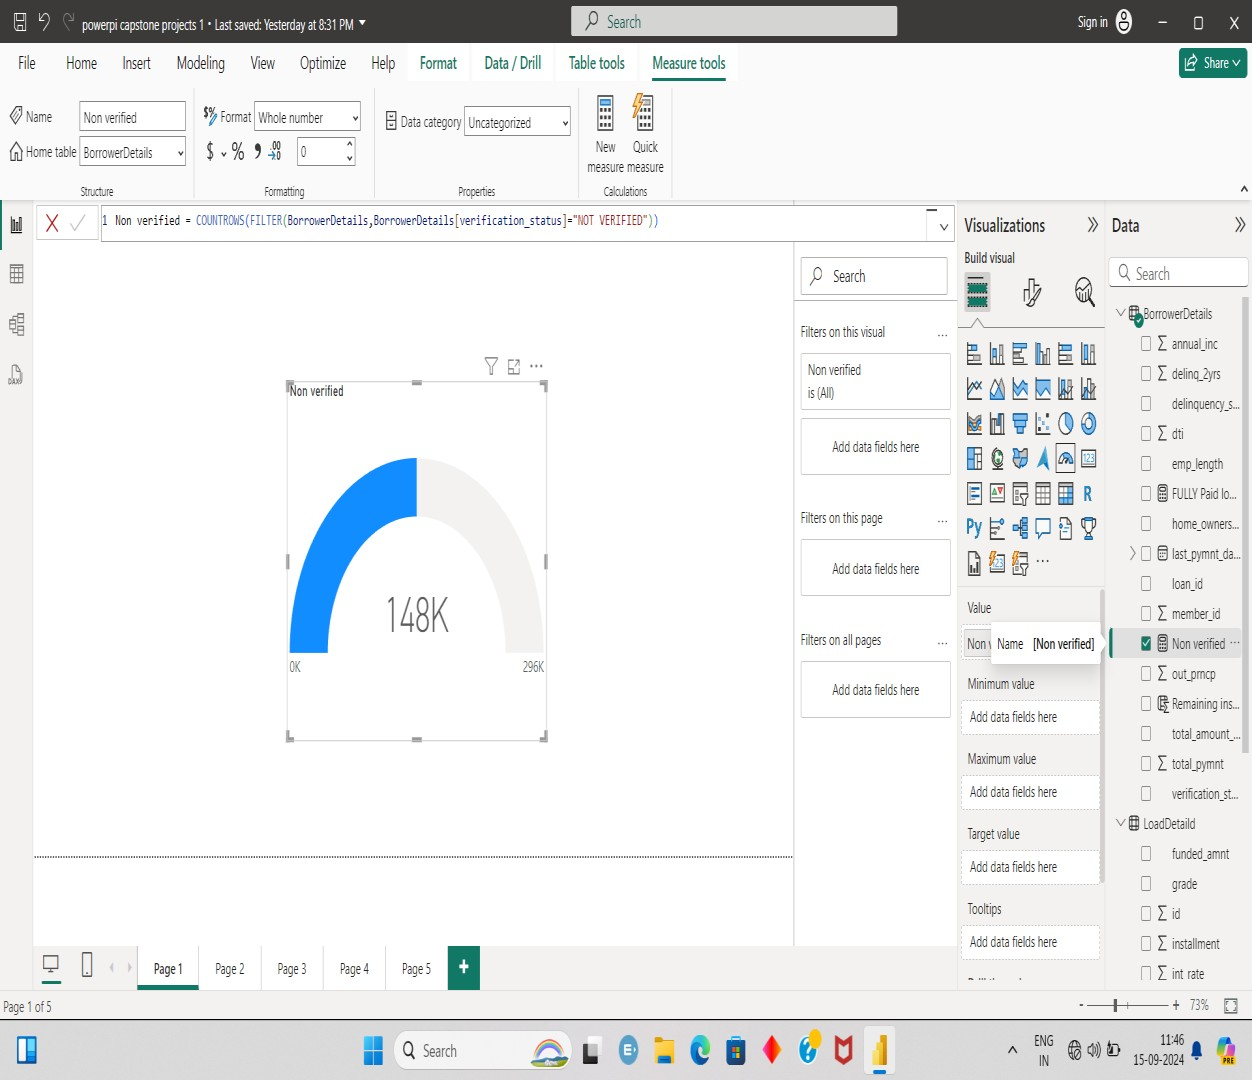 powerpi capstone projects 1 • Last saved: Yesterday at 8:31 PM
Search
Sign in
File Home Insert Modeling View Optimize Help Format Data / Drill Table tools Measure tools
Share
Name Non verified
Format Whole number
Data category Uncategorized
New measure
Quick measure
Home table BorrowerDetails
$ % 0
Structure Formatting Properties Calculations
1 Non verified = COUNTROWS(FILTER(BorrowerDetails,BorrowerDetails[verification_status]="NOT VERIFIED"))
Non verified
148K
0K 296K
Search
Filters on this visual ...
Non verified
is (All)
Add data fields here
Filters on this page ...
Add data fields here
Filters on all pages ...
Add data fields here
Visualizations
Build visual
123
R
Py
123
...
Value
Non v
Name [Non verified]
Minimum value
Add data fields here
Maximum value
Add data fields here
Target value
Add data fields here
Tooltips
Add data fields here
Data
Search
BorrowerDetails
∑ annual_inc
∑ delinq_2yrs
delinquency_s...
∑ dti
emp_length
FULLY Paid lo...
home_owners...
last_pymnt_da...
loan_id
∑ member_id
Non verified ...
∑ out_prncp
Remaining ins...
total_amount_...
∑ total_pymnt
verification_st...
LoadDetaild
funded_amnt
grade
∑ id
∑ installment
∑ int_rate
Page 1 Page 2 Page 3 Page 4 Page 5 +
Page 1 of 5
- + 73%
Search
ENG
IN
11:46
15-09-2024
PRE